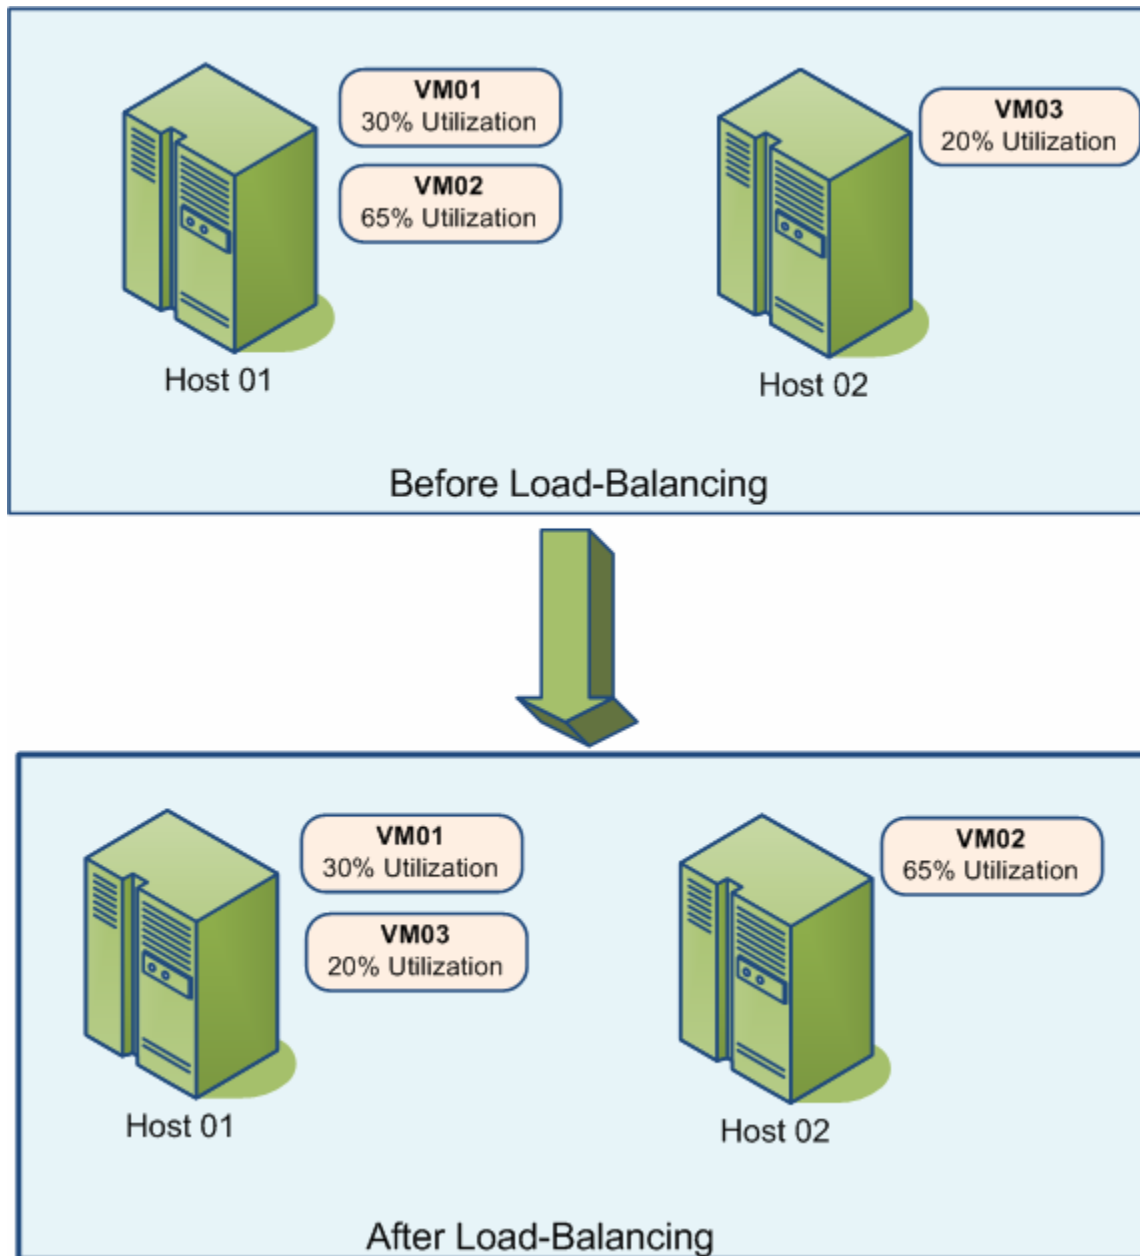 VM01
30% Utilization
VM02
65% Utilization
VM03
20% Utilization
Host 01
Host 02
Before Load-Balancing
VM01
30% Utilization
VM03
20% Utilization
VM02
65% Utilization
Host 01
Host 02
After Load-Balancing